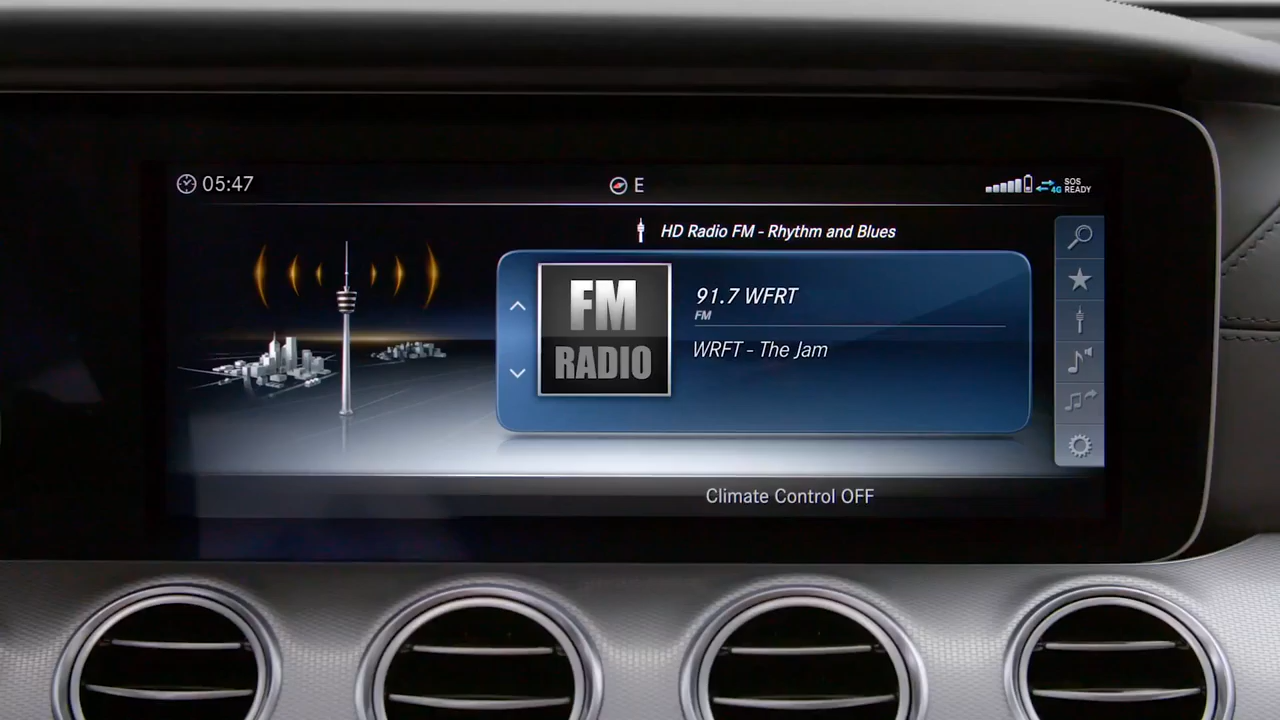 05:47
E
4G
SOS
READY
HD Radio FM - Rhythm and Blues
FM
RADIO
91.7 WFRT
FM
WRFT - The Jam
Climate Control OFF